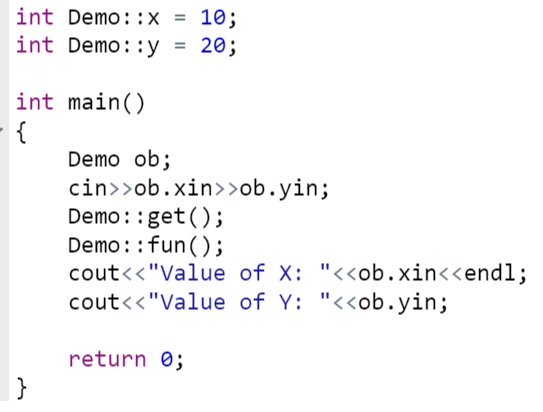 int Demo::x = 10;
int Demo::y = 20;
int main()
{
Demo ob;
cin>>ob.xin>>ob.yin;
Demo::get();
Demo::fun();
cout<<"Value of X: "<<ob.xin<<endl;
cout<<"Value of Y: "<<ob.yin;
return 0;
}